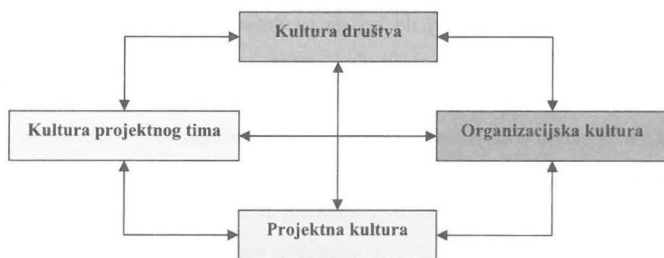 Kultura društva
Kultura projektnog tima
Organizacijska kultura
Projektna kultura